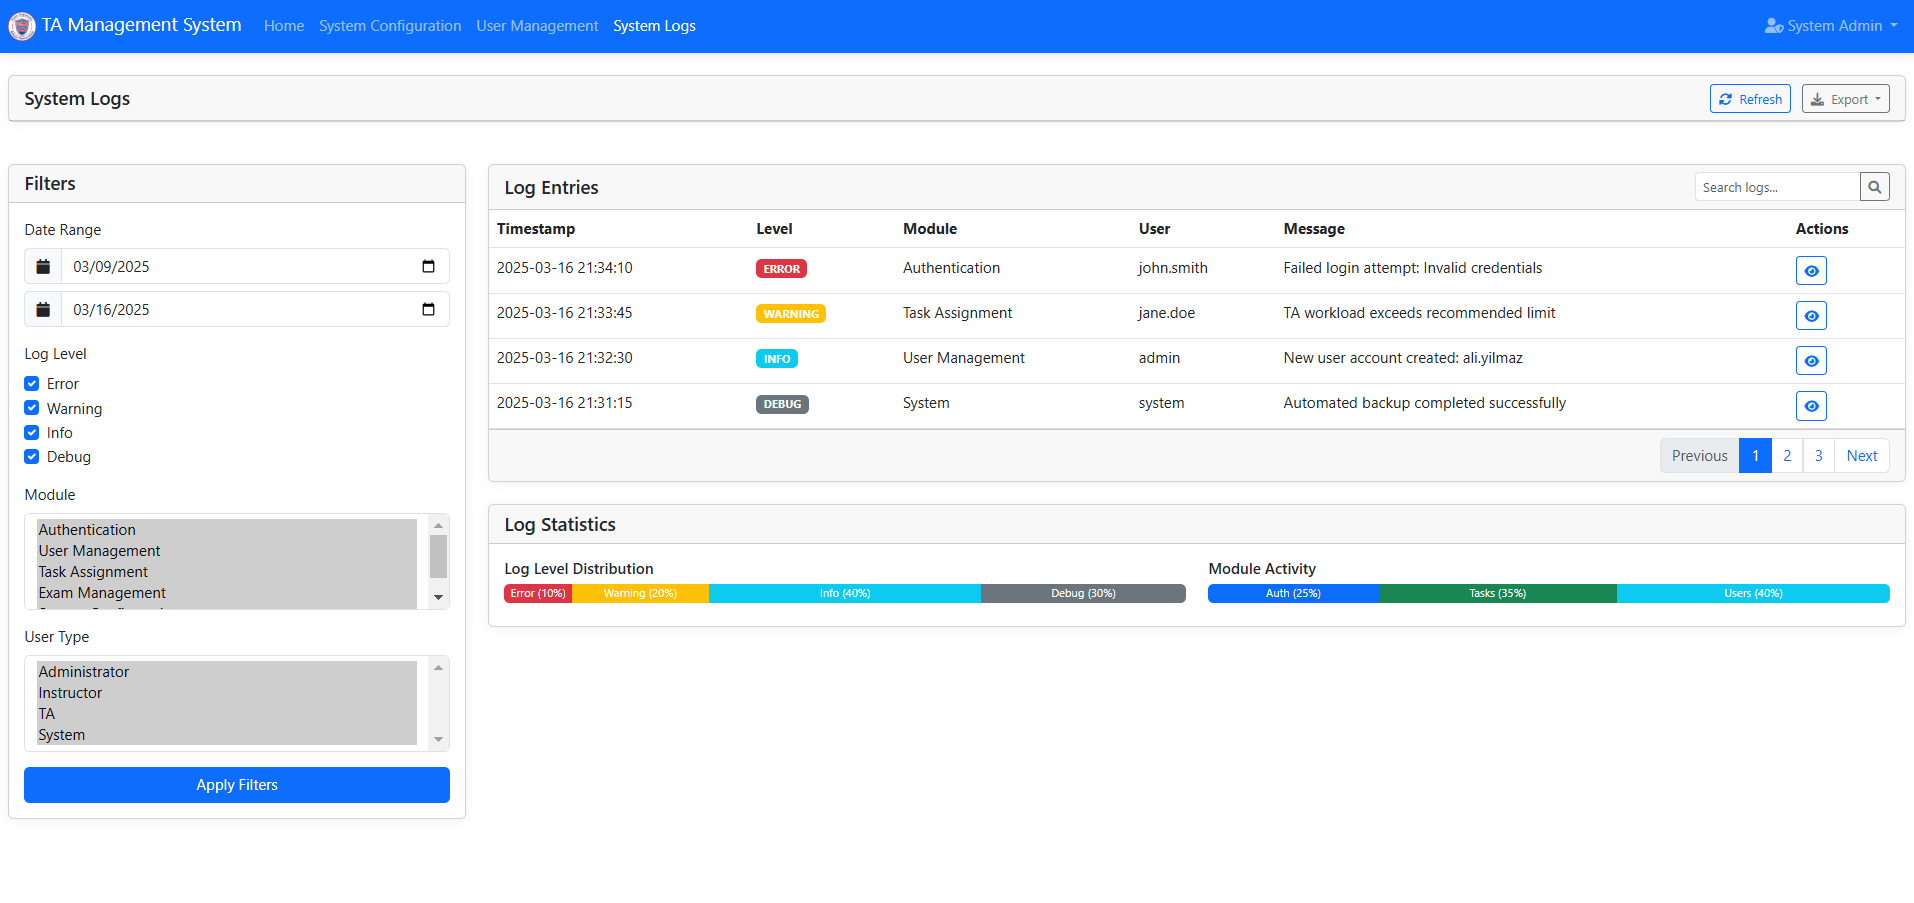 TA Management System Home System Configuration User Management System Logs System Admin
System Logs
Refresh Export
Filters
Date Range
03/09/2025
03/16/2025
Log Level
Error
Warning
Info
Debug
Module
Authentication
User Management
Task Assignment
Exam Management
User Type
Administrator
Instructor
TA
System
Apply Filters
Log Entries
Search logs...
Timestamp Level Module User Message Actions
2025-03-16 21:34:10 ERROR Authentication john.smith Failed login attempt: Invalid credentials
2025-03-16 21:33:45 WARNING Task Assignment jane.doe TA workload exceeds recommended limit
2025-03-16 21:32:30 INFO User Management admin New user account created: ali.yilmaz
2025-03-16 21:31:15 DEBUG System system Automated backup completed successfully
Previous 1 2 3 Next
Log Statistics
Log Level Distribution
Error (10%) Warning (20%) Info (40%) Debug (30%)
Module Activity
Auth (25%) Tasks (35%) Users (40%)